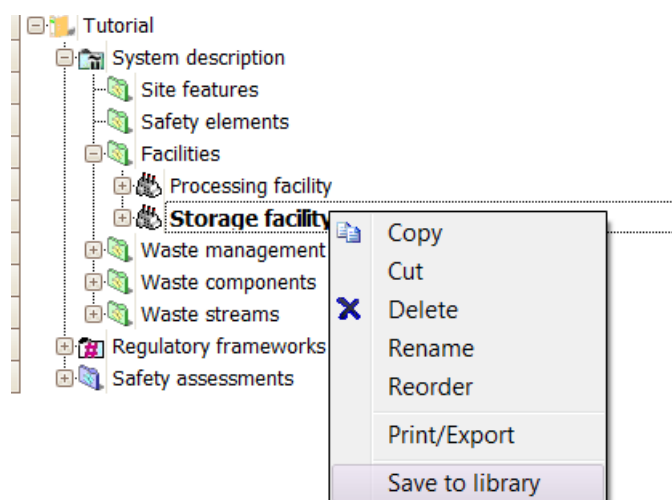 Tutorial
System description
Site features
Safety elements
Facilities
Processing facility
Storage facility
Waste management
Waste components
Waste streams
Regulatory frameworks
Safety assessments
Copy
Cut
Delete
Rename
Reorder
Print/Export
Save to library